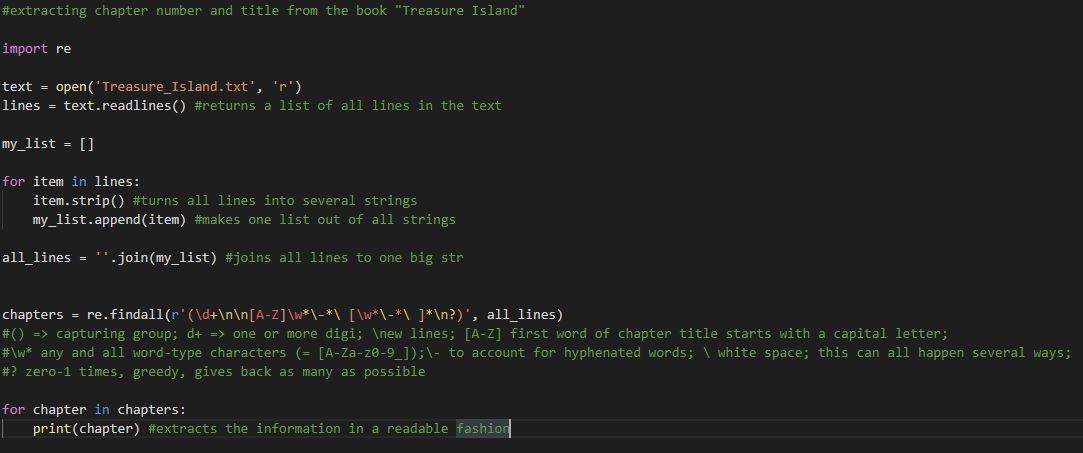 #extracting chapter number and title from the book "Treasure Island"
import re
text = open('Treasure_Island.txt', 'r')
lines = text.readlines() #returns a list of all lines in the text
my_list = []
for item in lines:
    item.strip() #turns all lines into several strings
    my_list.append(item) #makes one list out of all strings
all_lines = ''.join(my_list) #joins all lines to one big str
chapters = re.findall(r'(\d+\n\n[A-Z]\w*\-*\ [\w*\-*\ ]*\n?)', all_lines)
#() => capturing group; d+ => one or more digi; \new lines; [A-Z] first word of chapter title starts with a capital letter;
#\w* any and all word-type characters (= [A-Za-z0-9_]);\- to account for hyphenated words; \ white space; this can all happen several ways;
#? zero-1 times, greedy, gives back as many as possible
for chapter in chapters:
    print(chapter) #extracts the information in a readable fashion